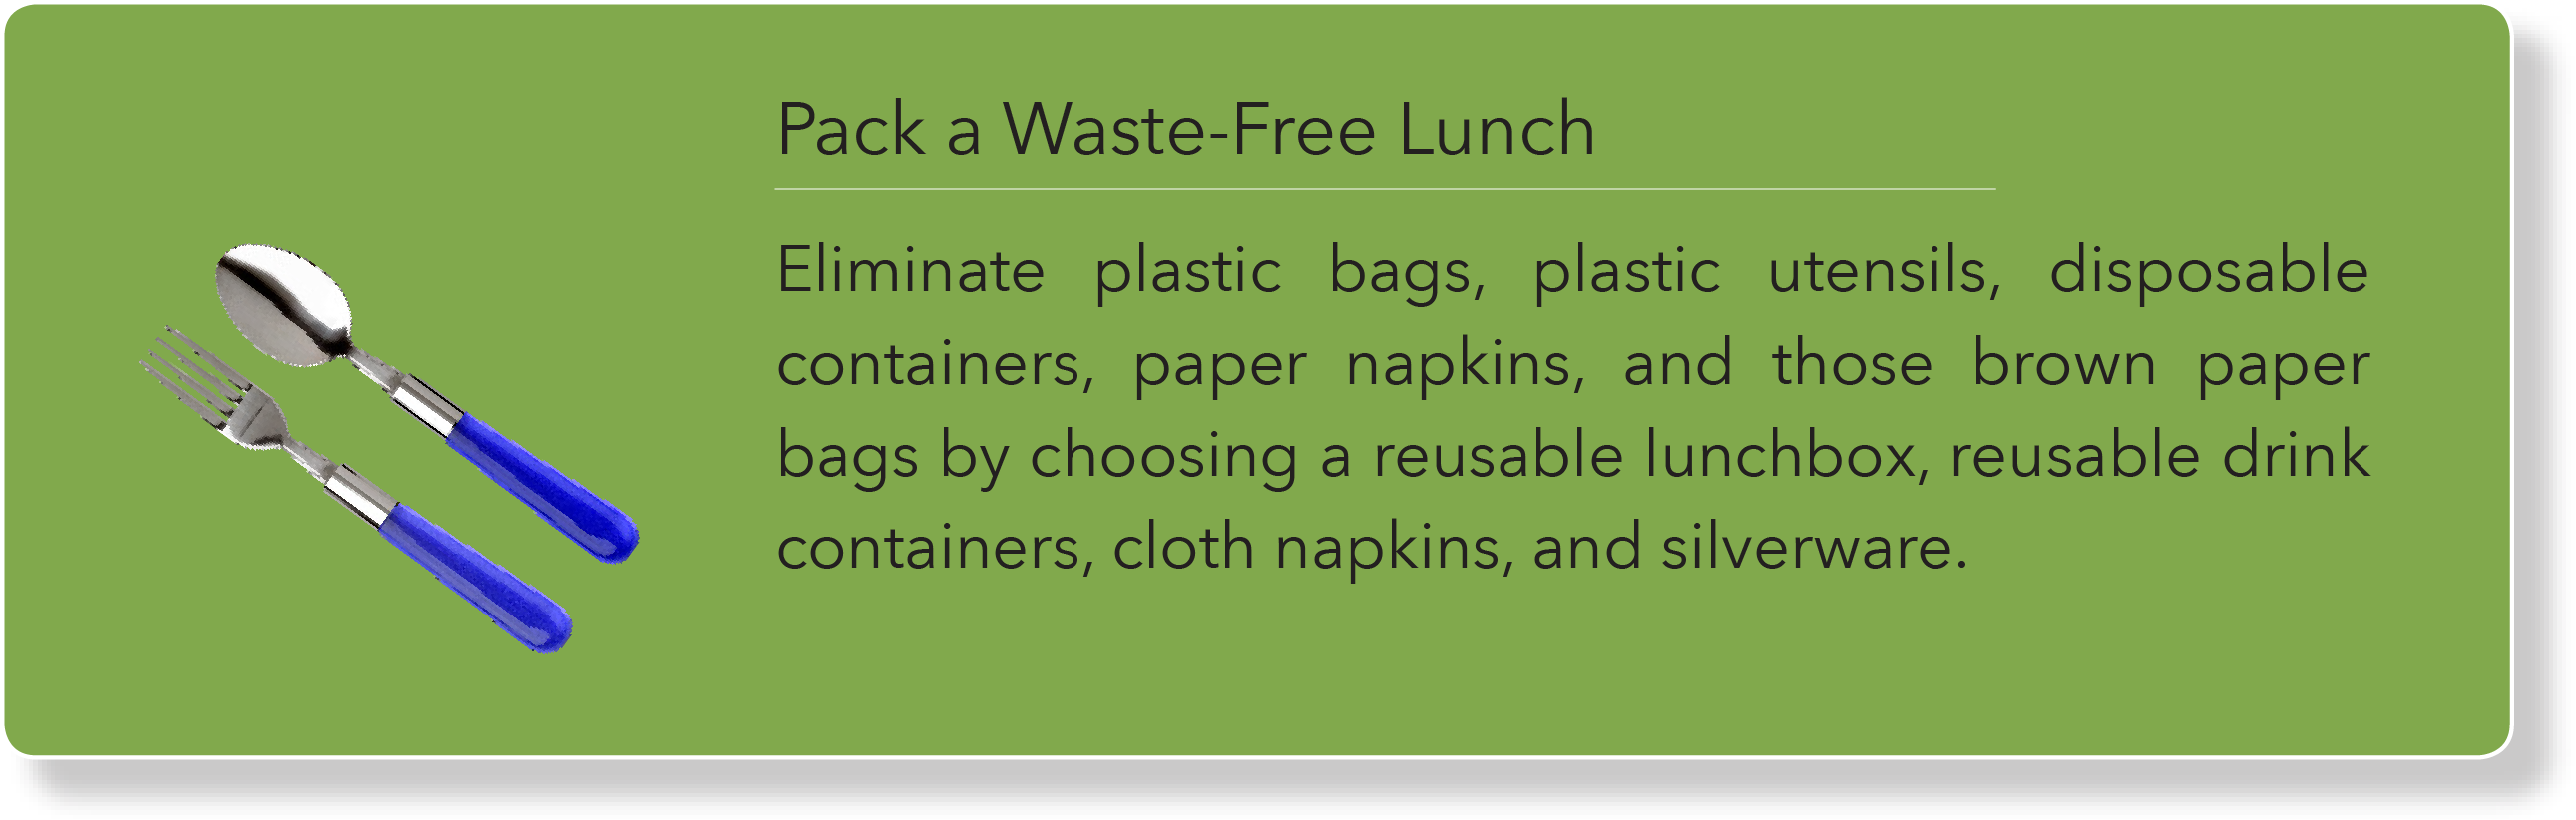 Pack a Waste-Free Lunch
Eliminate plastic bags, plastic utensils, disposable
containers, paper napkins, and those brown paper
bags by choosing a reusable lunchbox, reusable drink
containers, cloth napkins, and silverware.